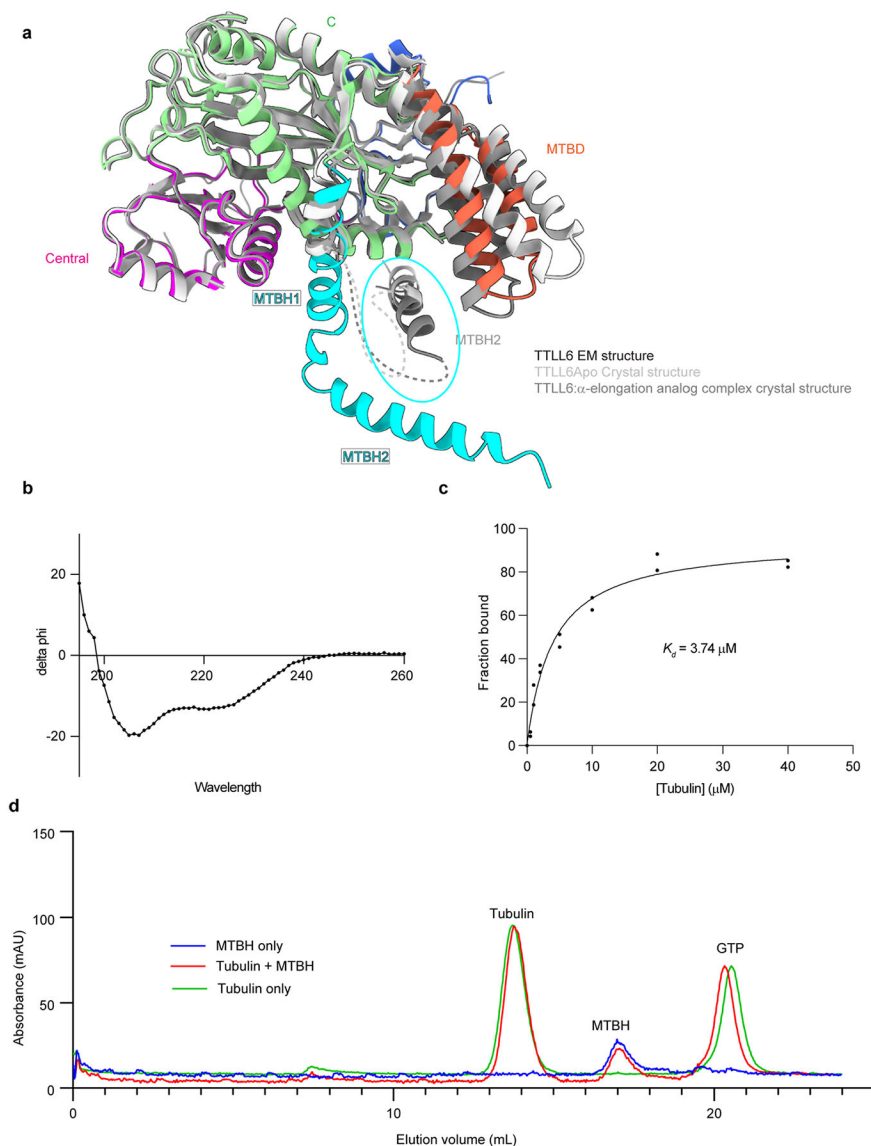 a
C
MTBD
Central
MTBH1
MTBH2
TTLL6 EM structure
TTLL6Apo Crystal structure
TTLL6:α-elongation analog complex crystal structure
MTBH2
b
20
0
-20
200
220
240
260
delta phi
Wavelength
c
100
80
60
40
20
0
0
10
20
30
40
50
Fraction bound
Kd = 3.74 μM
[Tubulin] (μM)
d
150
100
50
0
0
10
20
Absorbance (mAU)
MTBH only
Tubulin + MTBH
Tubulin only
Tubulin
MTBH
GTP
Elution volume (mL)